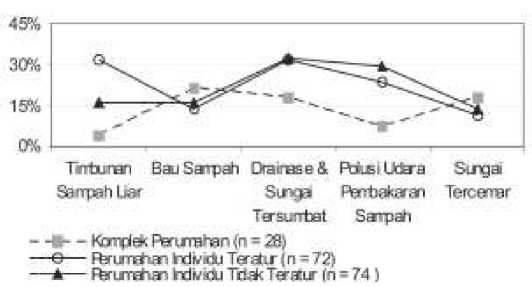 45%
30%
15%
0%
Timbunan Bau Sampah Drainase & Polusi Udara Sungai
Sampah Liar Sungai Pembakaran Tercemar
Tersumbat Sampah
Komplek Perumahan (n = 28)
Perumahan Individu Teratur (n = 72)
Perumahan Individu Tidak Teratur (n = 74 )